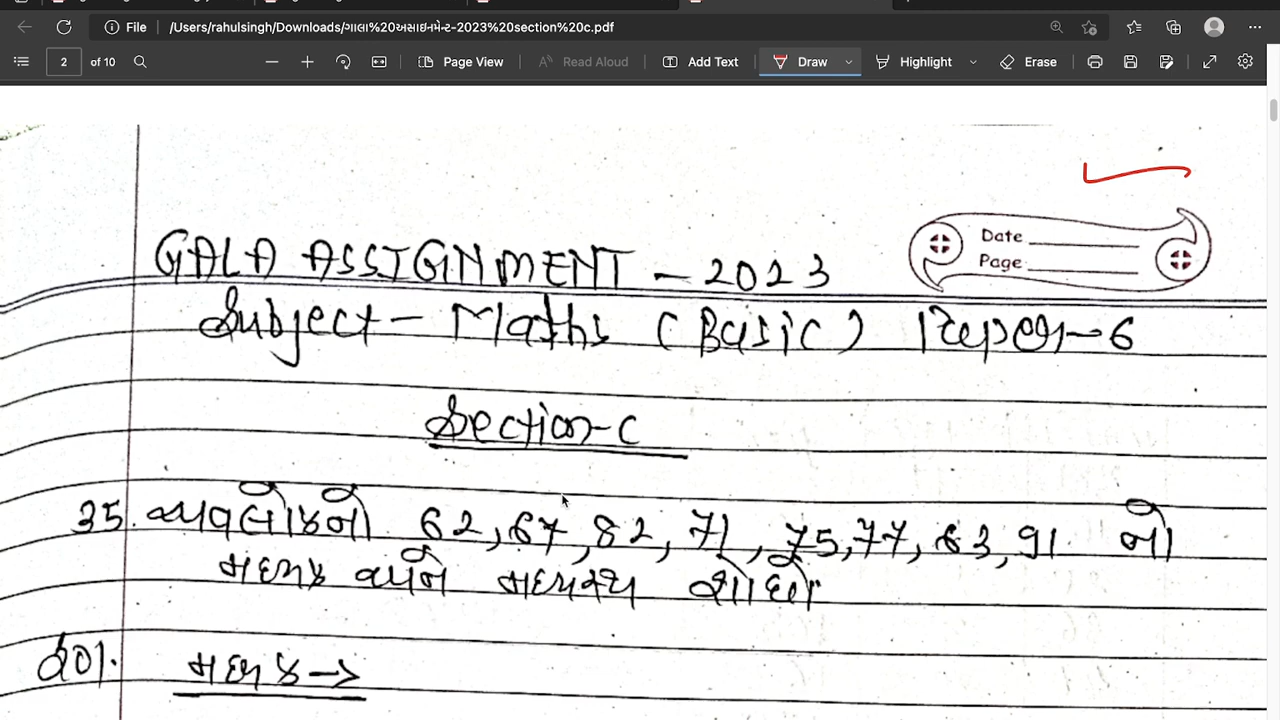 File /Users/rahulsingh/Downloads/ગાલા%20અસાઇનમેન્ટ-2023%20section%20c.pdf
2 of 10 Page View Read Aloud Add Text Draw Highlight Erase
Date
Page
GALA ASSIGNMENT - 2023
Subject - Maths (Basic) પેપર-6
Section-C
35. અવલોકનો 62, 67, 82, 71, 75, 77, 63, 91 નો
મધ્યક અને મધ્યસ્થ શોધો
સો1. મધ્યક →